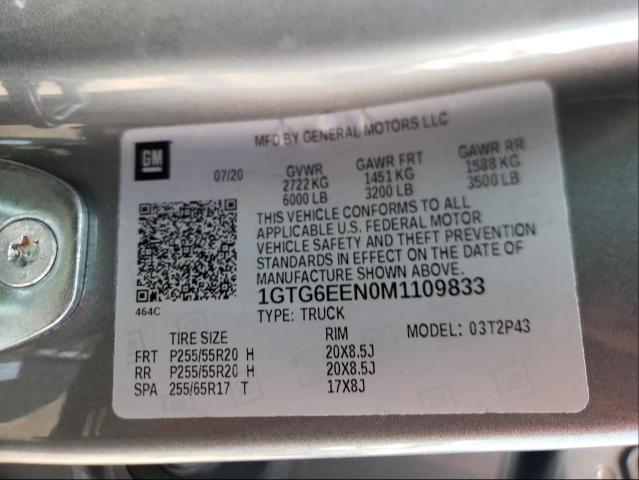 MFD BY GENERAL MOTORS LLC
GM
07/20 GVWR GAWR FRT GAWR RR
2722 KG 1451 KG 1588 KG
6000 LB 3200 LB 3500 LB
THIS VEHICLE CONFORMS TO ALL
APPLICABLE U.S. FEDERAL MOTOR
VEHICLE SAFETY AND THEFT PREVENTION
STANDARDS IN EFFECT ON THE DATE OF
MANUFACTURE SHOWN ABOVE.
1GTG6EEN0M1109833
464C
TYPE: TRUCK
TIRE SIZE RIM MODEL: 03T2P43
FRT P255/55R20 H 20X8.5J
RR P255/55R20 H 20X8.5J
SPA 255/65R17 T 17X8J